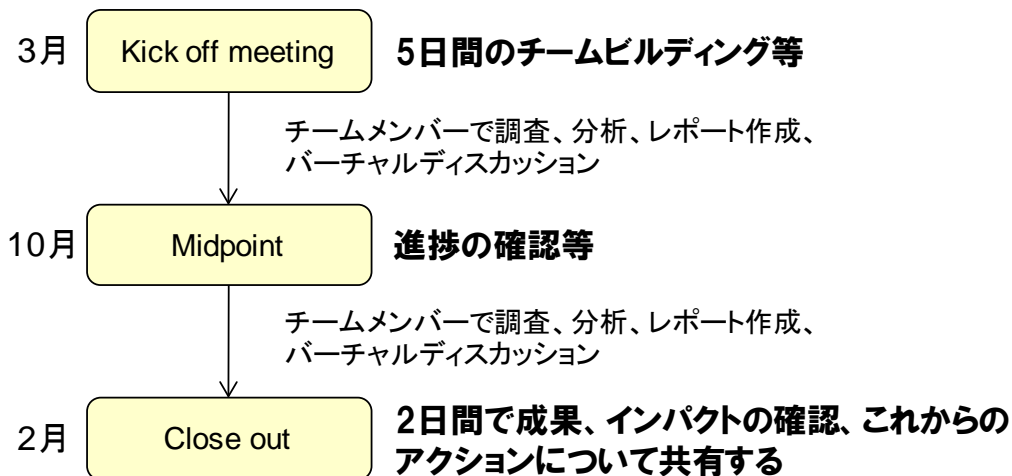 3月
Kick off meeting
5日間のチームビルディング等
チームメンバーで調査、分析、レポート作成、
バーチャルディスカッション
10月
Midpoint
進捗の確認等
チームメンバーで調査、分析、レポート作成、
バーチャルディスカッション
2月
Close out
2日間で成果、インパクトの確認、これからの
アクションについて共有する